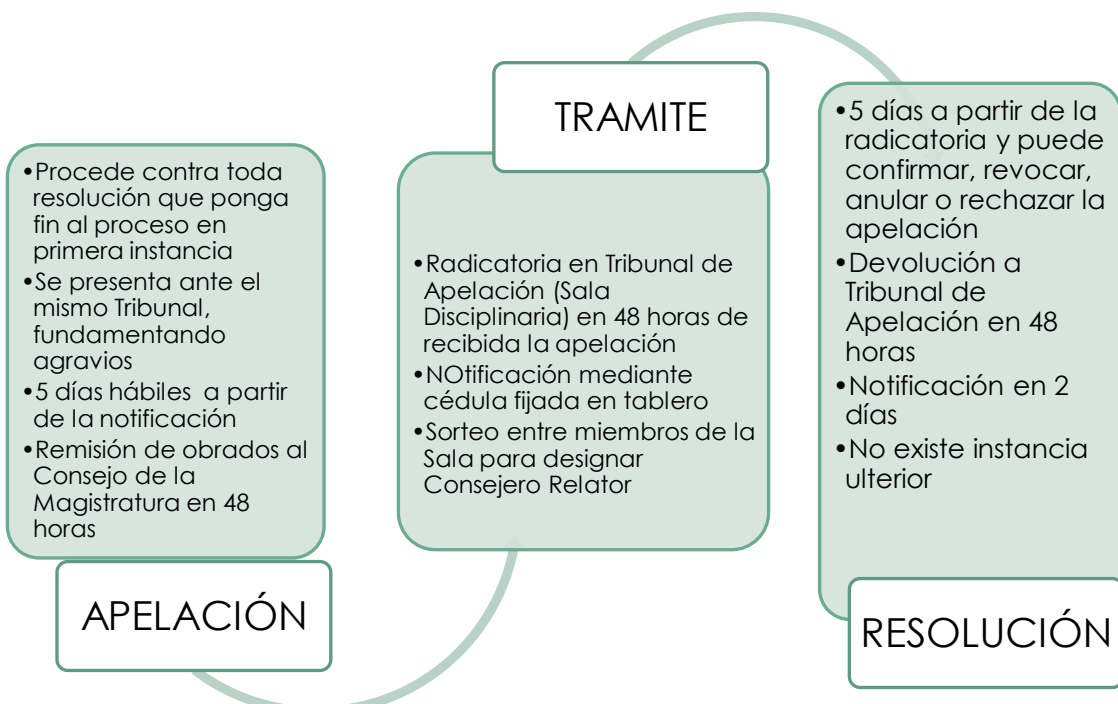 •Procede contra toda
resolución que ponga
fin al proceso en
primera instancia
•Se presenta ante el
mismo Tribunal,
fundamentando
agravios
•5 días hábiles a partir
de la notificación
•Remisión de obrados al
Consejo de la
Magistratura en 48
horas
APELACIÓN
TRAMITE
•Radicatoria en Tribunal de
Apelación (Sala
Disciplinaria) en 48 horas de
recibida la apelación
•NOtificación mediante
cédula fijada en tablero
•Sorteo entre miembros de la
Sala para designar
Consejero Relator
•5 días a partir de la
radicatoria y puede
confirmar, revocar,
anular o rechazar la
apelación
•Devolución a
Tribunal de
Apelación en 48
horas
•Notificación en 2
días
•No existe instancia
ulterior
RESOLUCIÓN